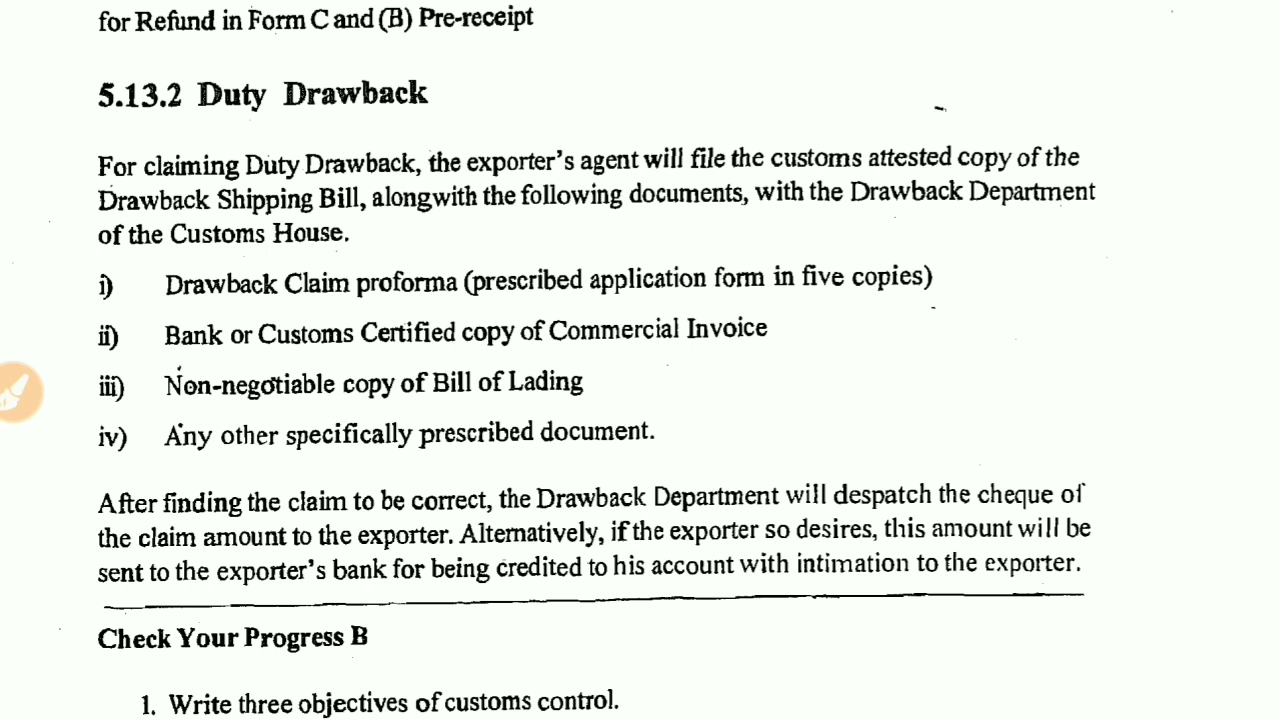 for Refund in Form C and (B) Pre-receipt
5.13.2 Duty Drawback
For claiming Duty Drawback, the exporter's agent will file the customs attested copy of the
Drawback Shipping Bill, alongwith the following documents, with the Drawback Department
of the Customs House.
i) Drawback Claim proforma (prescribed application form in five copies)
ii) Bank or Customs Certified copy of Commercial Invoice
iii) Non-negotiable copy of Bill of Lading
iv) Any other specifically prescribed document.
After finding the claim to be correct, the Drawback Department will despatch the cheque of
the claim amount to the exporter. Alternatively, if the exporter so desires, this amount will be
sent to the exporter's bank for being credited to his account with intimation to the exporter.
Check Your Progress B
1. Write three objectives of customs control.